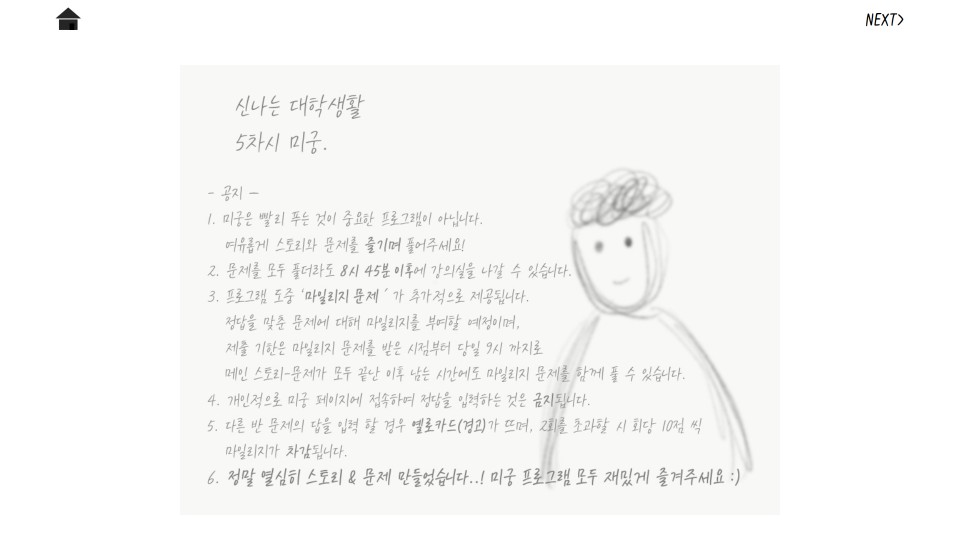 NEXT>
신나는 대학생활
5차시 미궁.
- 공지 -
1. 미궁은 빨리 푸는 것이 중요한 프로그램이 아닙니다.
여유롭게 스토리와 문제를 즐기며 풀어주세요!
2. 문제를 모두 풀더라도 8시 45분 이후에 강의실을 나갈 수 있습니다.
3. 프로그램 도중 '마일리지 문제 ' 가 추가적으로 제공됩니다.
정답을 맞춘 문제에 대해 마일리지를 부여할 예정이며,
제출 기한은 마일리지 문제를 받은 시점부터 당일 9시 까지로
메인 스토리-문제가 모두 끝난 이후 남는 시간에도 마일리지 문제를 함께 풀 수 있습니다.
4. 개인적으로 미궁 페이지에 접속하여 정답을 입력하는 것은 금지됩니다.
5. 다른 반 문제의 답을 입력 할 경우 옐로카드(경고)가 뜨며, 2회를 초과할 시 회당 10점 씩
마일리지가 차감됩니다.
6. 정말 열심히 스토리 & 문제 만들었습니다..! 미궁 프로그램 모두 재밌게 즐겨주세요 :)